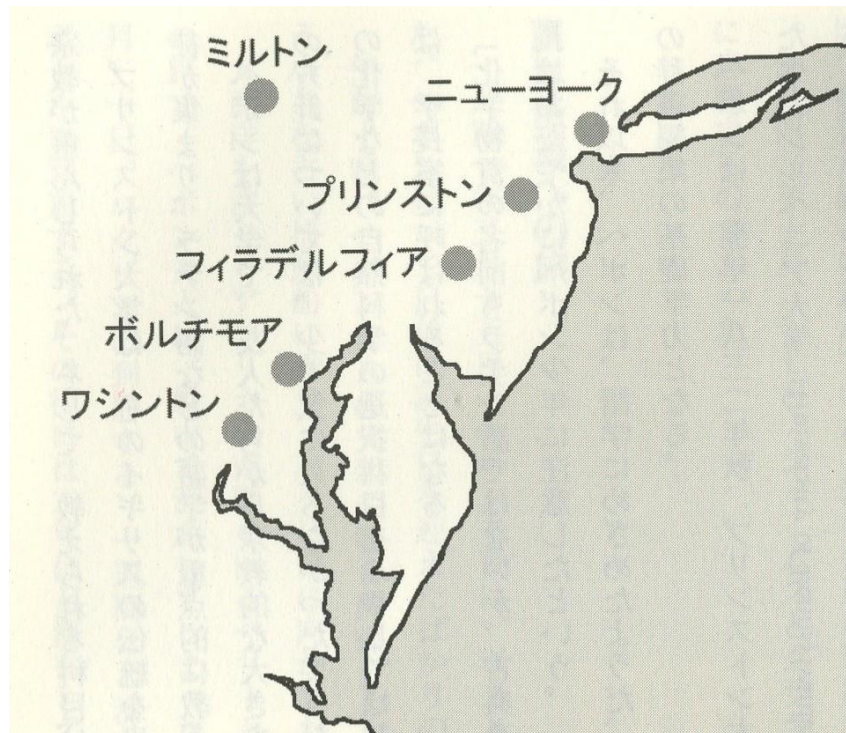 ミルトン
ニューヨーク
プリンストン
フィラデルフィア
ボルチモア
ワシントン